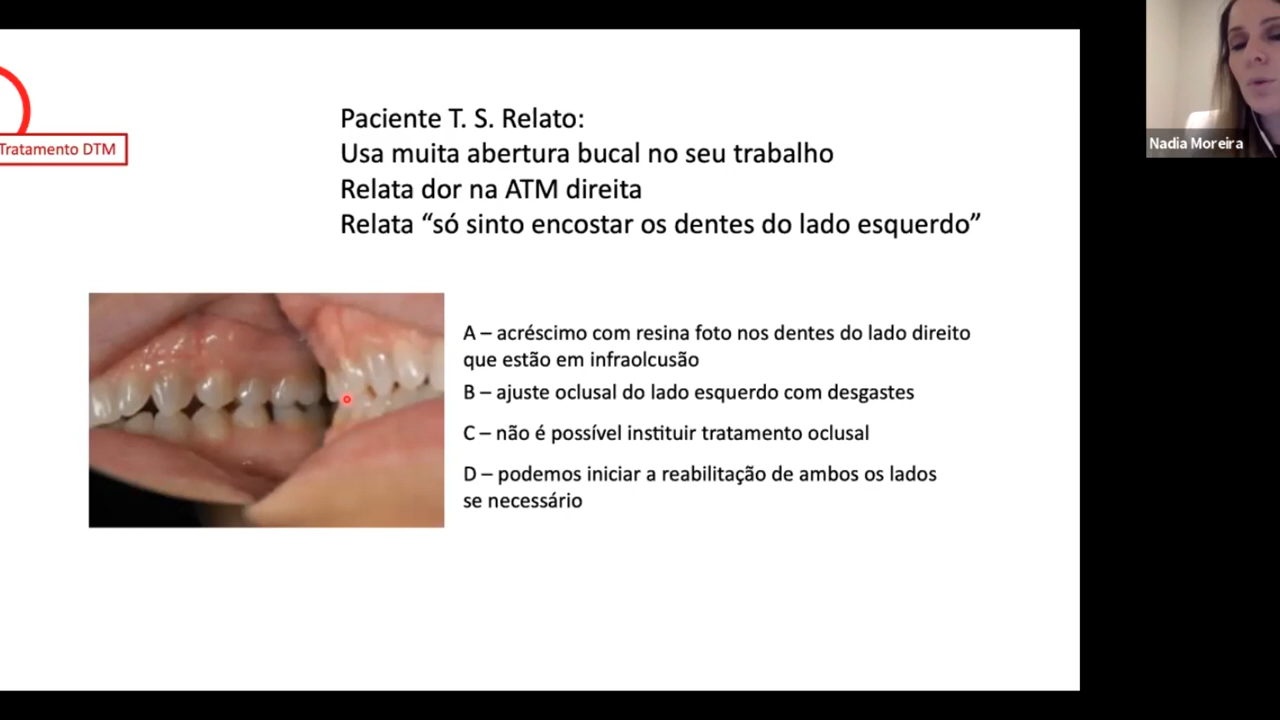 Tratamento DTM
Paciente T. S. Relato:
Usa muita abertura bucal no seu trabalho
Relata dor na ATM direita
Relata “só sinto encostar os dentes do lado esquerdo”
A – acréscimo com resina foto nos dentes do lado direito
que estão em infraolcusão
B – ajuste oclusal do lado esquerdo com desgastes
C – não é possível instituir tratamento oclusal
D – podemos iniciar a reabilitação de ambos os lados
se necessário
Nadia Moreira